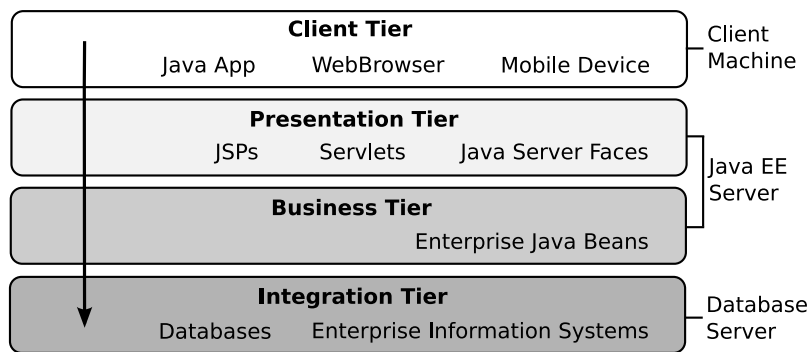 Client Tier
Java App WebBrowser Mobile Device
Client
Machine
Presentation Tier
JSPs Servlets Java Server Faces
Business Tier
Enterprise Java Beans
Java EE
Server
Integration Tier
Databases Enterprise Information Systems
Database
Server